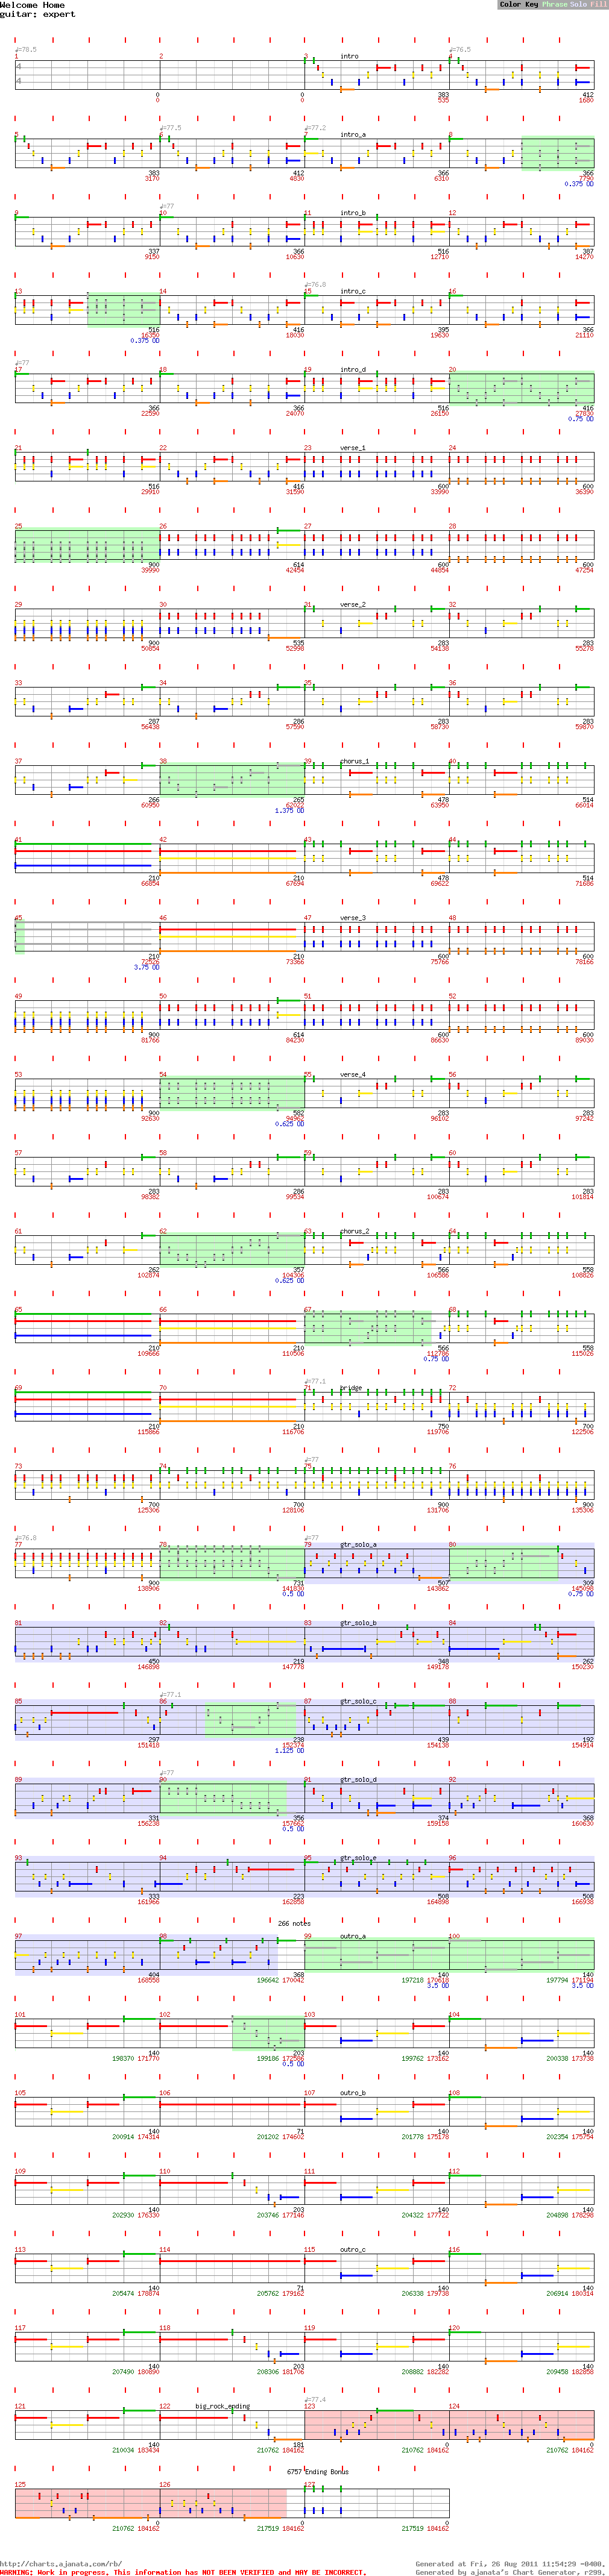 Welcome Home
guitar: expert
Color Key Phrase Solo Fill
♩=78.5
♩=76.5
1 2 3 intro 4
4
4
0 0 383 412
0 0 535 1680
♩=77.5 ♩=77.2
5 6 7 intro_a 8
383 412 366 366
3170 4830 6310 7790
0.375 OD
♩=77
9 10 11 intro_b 12
337 366 516 387
9150 10630 12710 14270
♩=76.8
13 14 15 intro_c 16
516 416 395 366
16350 18030 19630 21110
0.375 OD
♩=77
17 18 19 intro_d 20
366 366 516 416
22590 24070 26150 27830
0.75 OD
21 22 23 verse_1 24
516 416 600 600
29910 31590 33990 36390
25 26 27 28
900 614 600 600
39990 42454 44854 47254
29 30 31 verse_2 32
900 535 283 283
50854 52998 54138 55278
33 34 35 36
287 286 283 283
56438 57590 58730 59870
37 38 39 chorus_1 40
266 265 478 514
60950 62022 63950 66014
1.375 OD
41 42 43 44
210 210 478 514
66854 67694 69622 71686
45 46 47 verse_3 48
210 210 600 600
72526 73366 75766 78166
3.75 OD
49 50 51 52
900 614 600 600
81766 84230 86630 89030
53 54 55 verse_4 56
900 582 283 283
92630 94962 96102 97242
0.625 OD
57 58 59 60
283 286 283 283
98382 99534 100674 101814
61 62 63 chorus_2 64
262 357 566 558
102874 104306 106586 108826
0.625 OD
65 66 67 68
210 210 566 558
109666 110506 112786 115026
0.75 OD
♩=77.1
69 70 71 bridge 72
210 210 750 700
115866 116706 119706 122506
♩=77
73 74 75 76
700 700 900 900
125306 128106 131706 135306
♩=76.8 ♩=77
77 78 79 gtr_solo_a 80
900 731 507 309
138906 141830 143862 145098
0.5 OD 0.75 OD
81 82 83 gtr_solo_b 84
450 219 348 262
146898 147778 149178 150230
♩=77.1
85 86 87 gtr_solo_c 88
297 238 439 192
151418 152374 154138 154914
1.125 OD
♩=77
89 90 91 gtr_solo_d 92
331 356 374 368
156238 157662 159158 160630
0.5 OD
93 94 95 gtr_solo_e 96
333 223 508 508
161966 162858 164898 166938
266 notes
97 98 99 outro_a 100
404 368 140 140
168558 196642 170042 197218 170618 197794 171194
3.5 OD 3.5 OD
101 102 103 104
140 203 140 140
198370 171770 199186 172586 199762 173162 200338 173738
0.5 OD
105 106 107 outro_b 108
140 71 140 140
200914 174314 201202 174602 201778 175178 202354 175754
109 110 111 112
140 203 140 140
202930 176330 203746 177146 204322 177722 204898 178298
113 114 115 outro_c 116
140 71 140 140
205474 178874 205762 179162 206338 179738 206914 180314
117 118 119 120
140 203 140 140
207490 180890 208306 181706 208882 182282 209458 182858
♩=77.4
121 122 big_rock_ending 123 124
140 181 0 0
210034 183434 210762 184162 210762 184162 210762 184162
6757 Ending Bonus
125 126 127
0 0 0
210762 184162 217519 184162 217519 184162
http://charts.ajanata.com/rb/
WARNING: Work in progress. This information has NOT BEEN VERIFIED and MAY BE INCORRECT.
Generated at Fri, 26 Aug 2011 11:54:29 -0400.
Generated by ajanata's Chart Generator, r299.